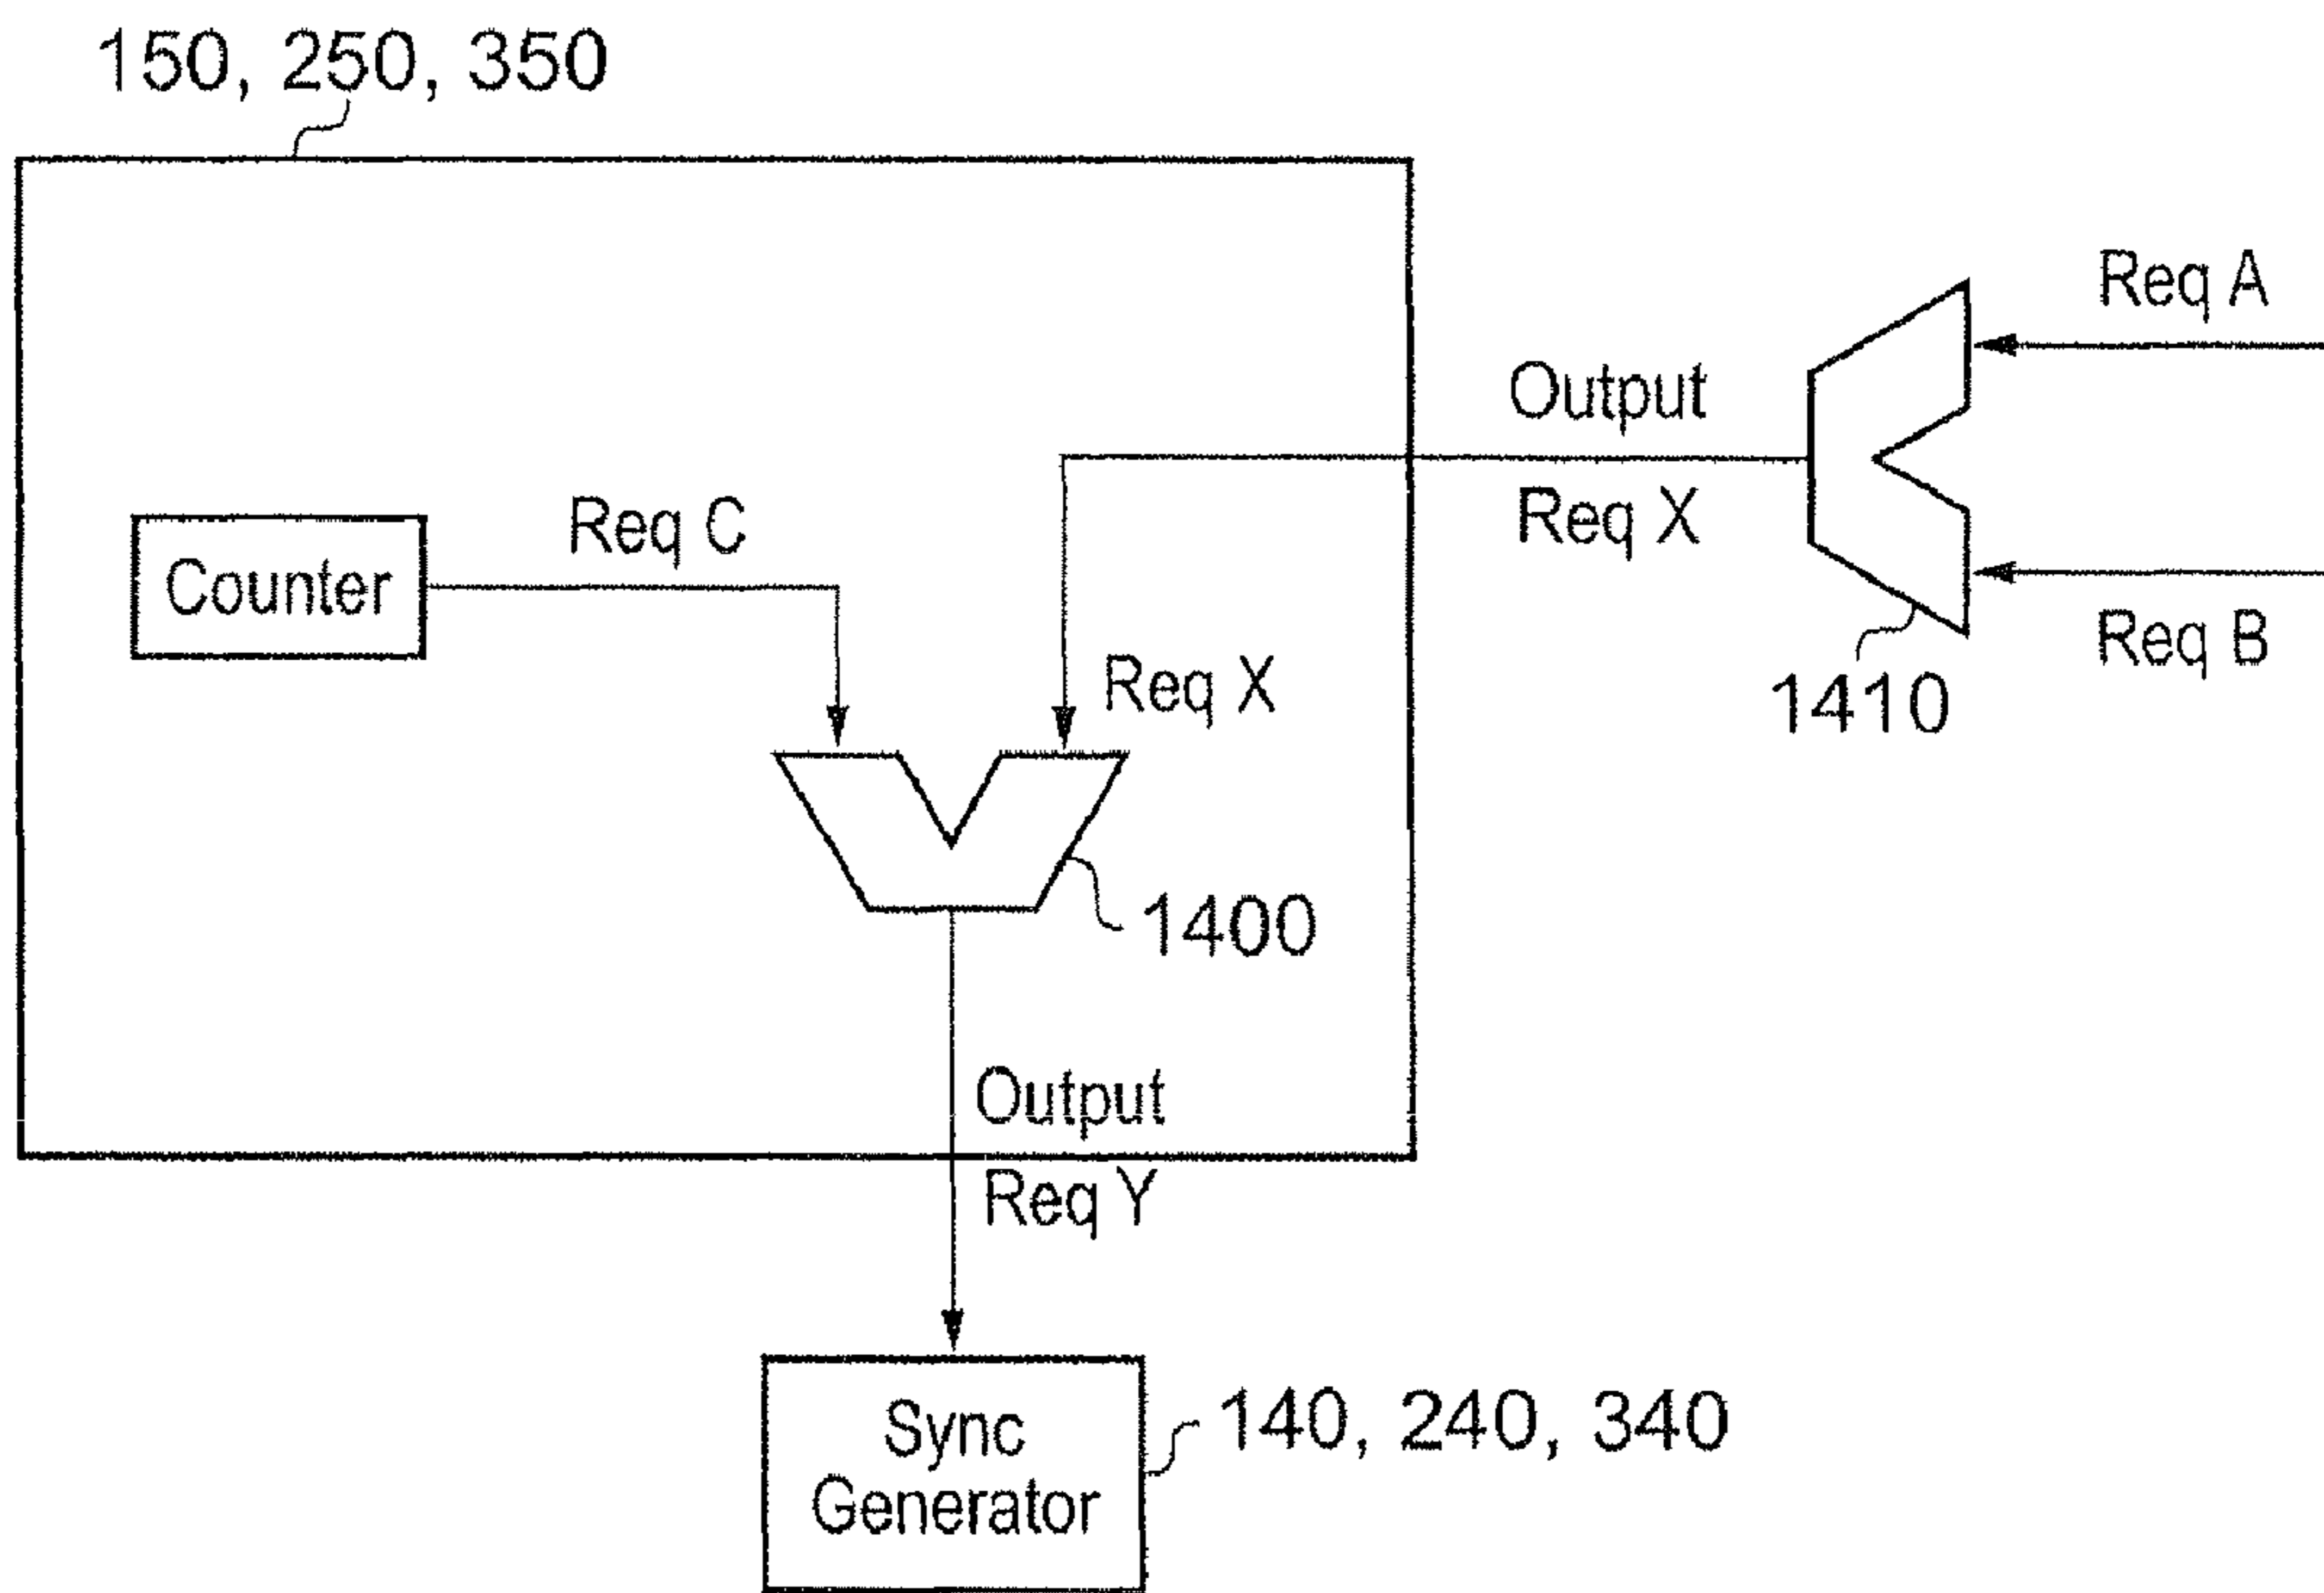 150, 250, 350
Req A
Output
Req X
Req C
Counter
Req B
Req X
1410
1400
Output
Req Y
Sync
Generator
140, 240, 340